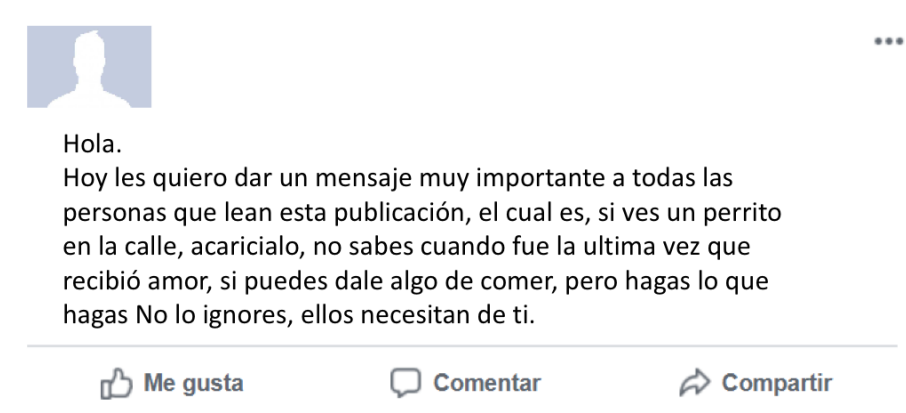 Hola.
Hoy les quiero dar un mensaje muy importante a todas las
personas que lean esta publicación, el cual es, si ves un perrito
en la calle, acaricialo, no sabes cuando fue la ultima vez que
recibió amor, si puedes dale algo de comer, pero hagas lo que
hagas No lo ignores, ellos necesitan de ti.
Me gusta
Comentar
Compartir